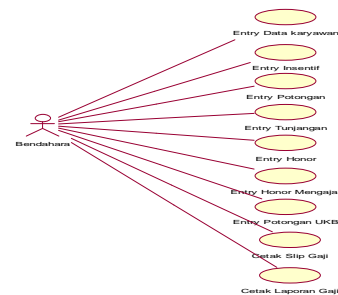 Entry Data karyawan
Entry Insentif
Entry Potongan
Entry Tunjangan
Bendahara
Entry Honor
Entry Honor Mengaja
Entry Potongan UKB
Cetak Slip Gaji
Cetak Laporan Gaji